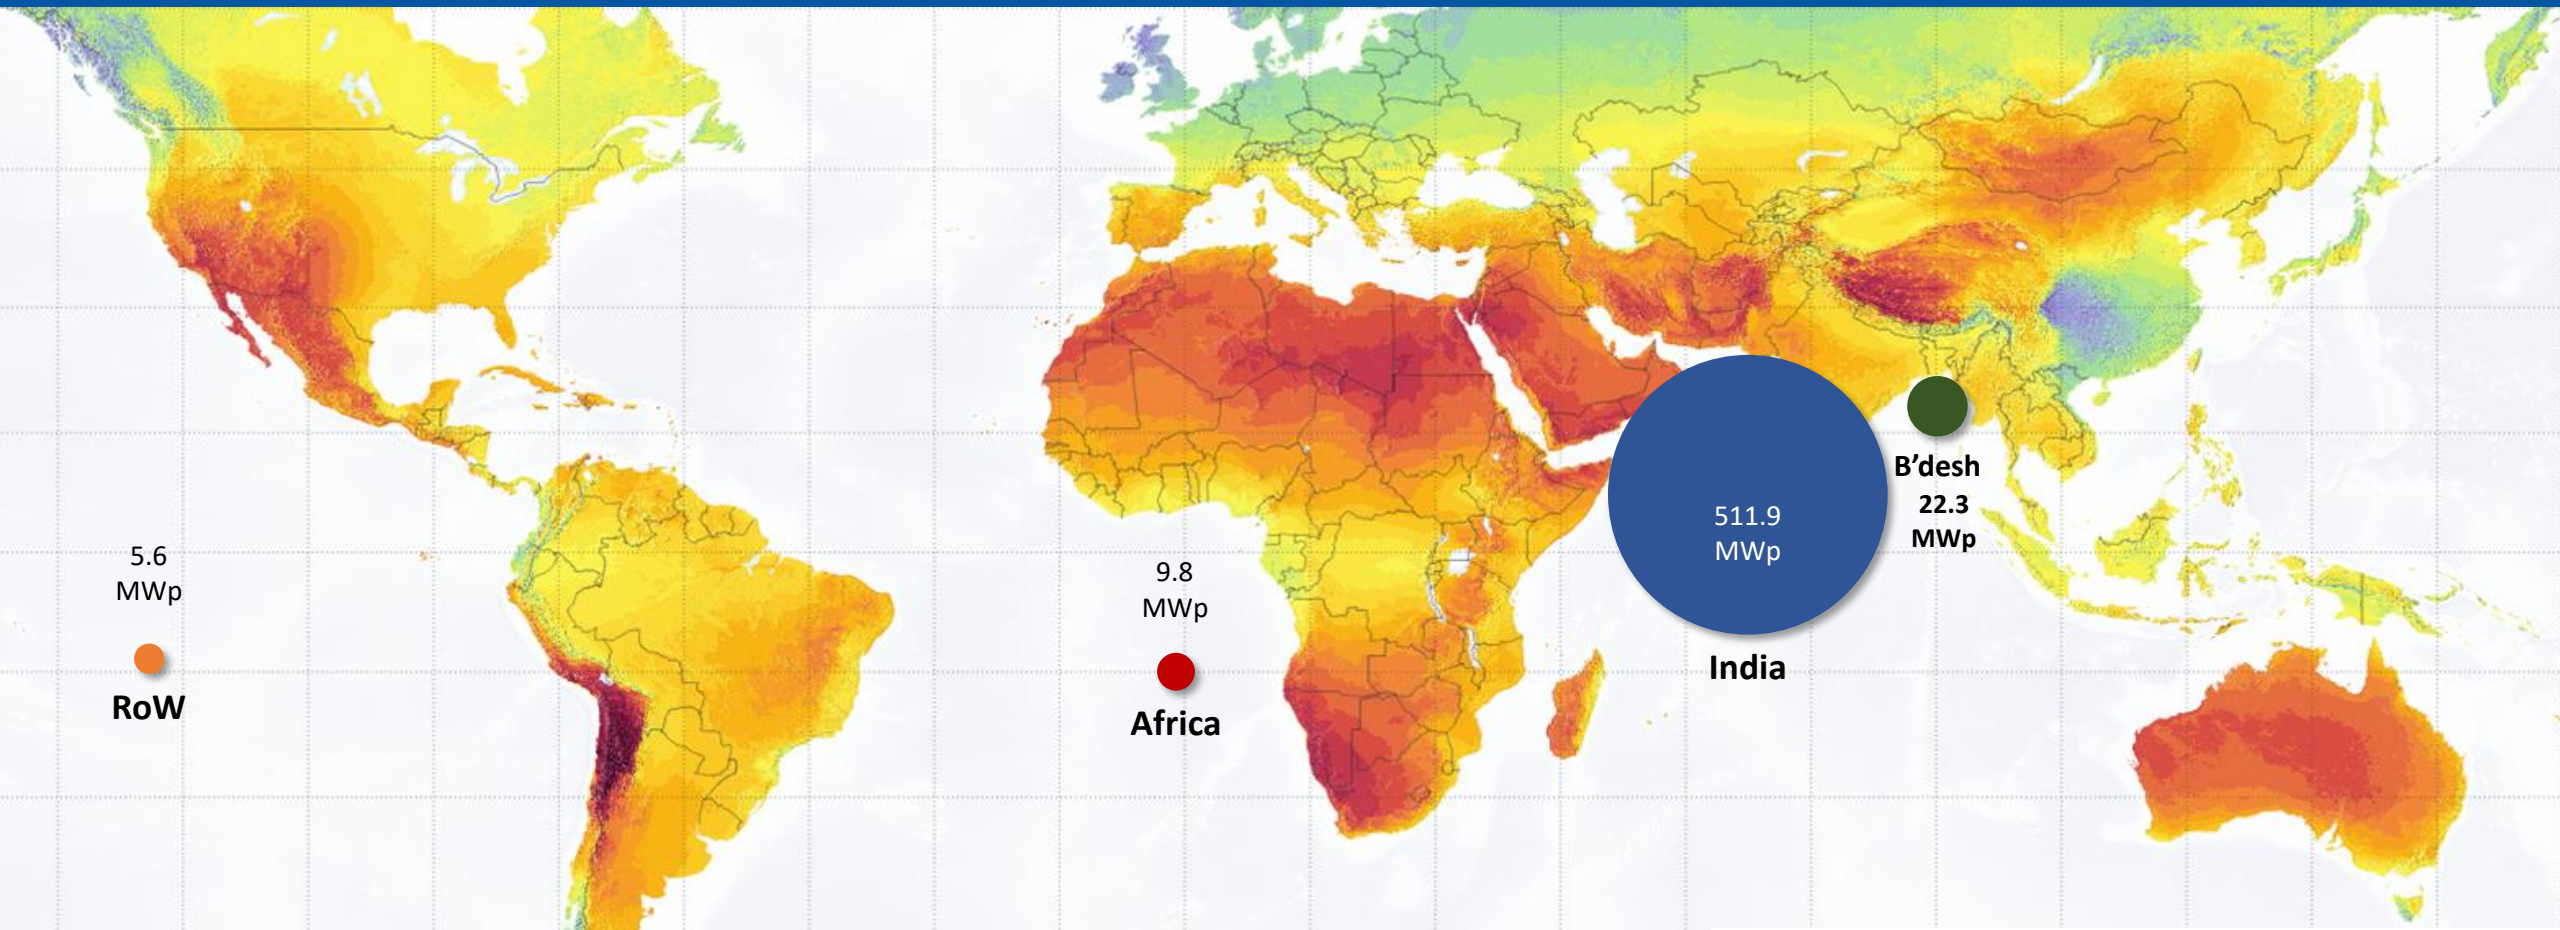 5.6
MWp
RoW
9.8
MWp
Africa
511.9
MWp
India
B’desh
22.3
MWp